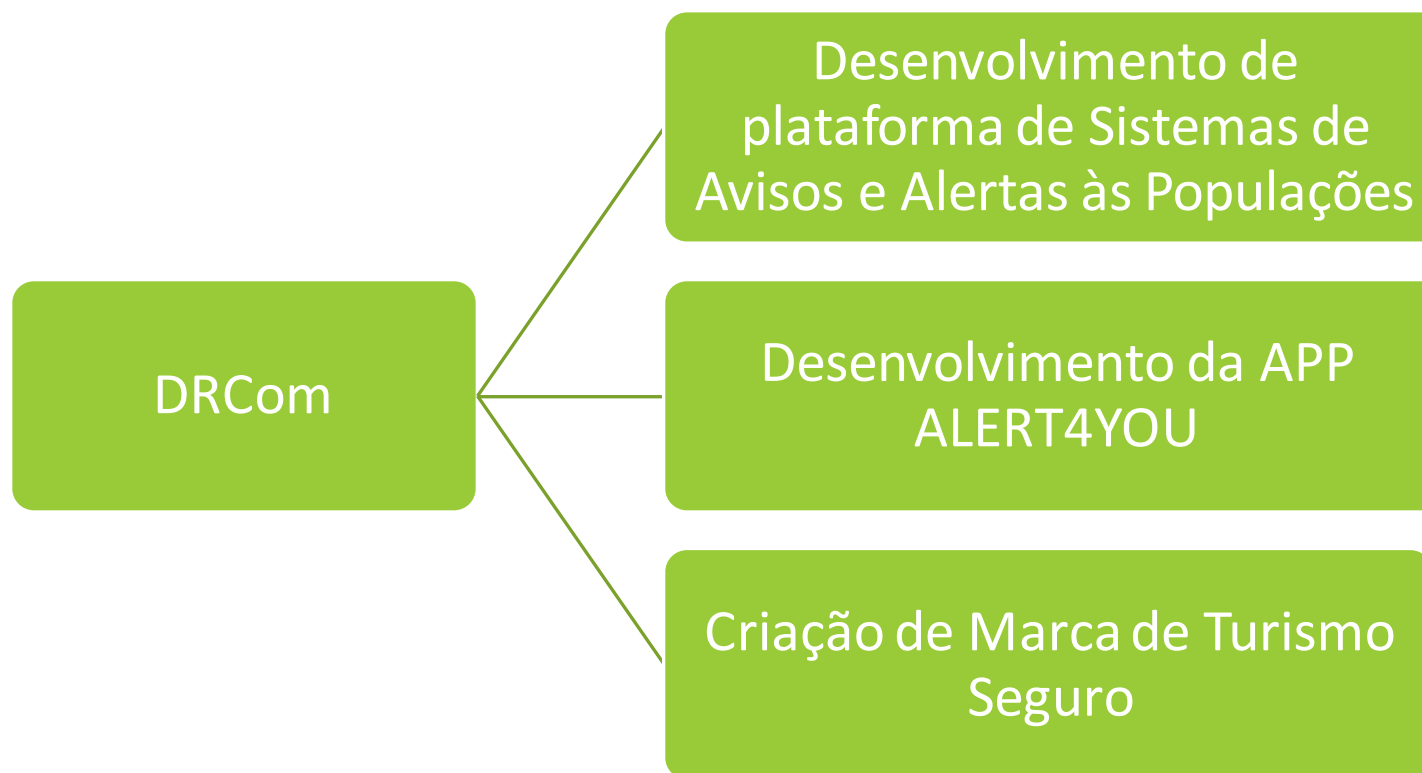 DRCom
Desenvolvimento de
plataforma de Sistemas de
Avisos e Alertas às Populações
Desenvolvimento da APP
ALERT4YOU
Criação de Marca de Turismo
Seguro